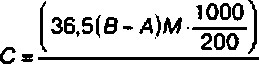 C = (36,5(B – A)M · 1000/200)